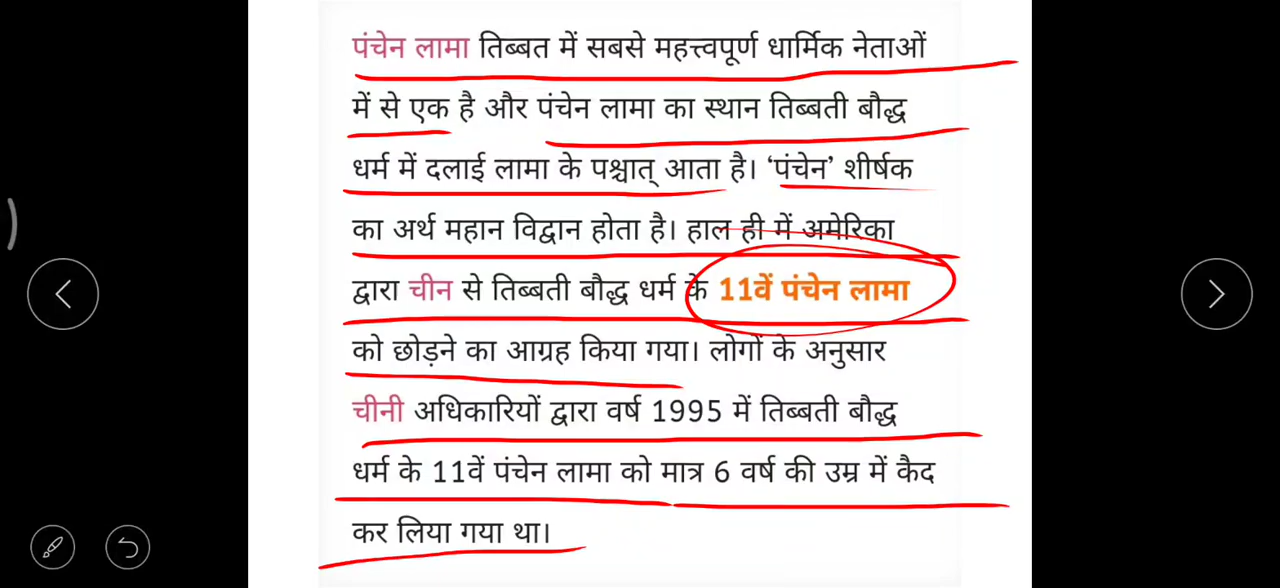 पंचेन लामा तिब्बत में सबसे महत्त्वपूर्ण धार्मिक नेताओं
में से एक है और पंचेन लामा का स्थान तिब्बती बौद्ध
धर्म में दलाई लामा के पश्चात् आता है। ‘पंचेन’ शीर्षक
का अर्थ महान विद्वान होता है। हाल ही में अमेरिका
द्वारा चीन से तिब्बती बौद्ध धर्म के 11वें पंचेन लामा
को छोड़ने का आग्रह किया गया। लोगों के अनुसार
चीनी अधिकारियों द्वारा वर्ष 1995 में तिब्बती बौद्ध
धर्म के 11वें पंचेन लामा को मात्र 6 वर्ष की उम्र में कैद
कर लिया गया था।